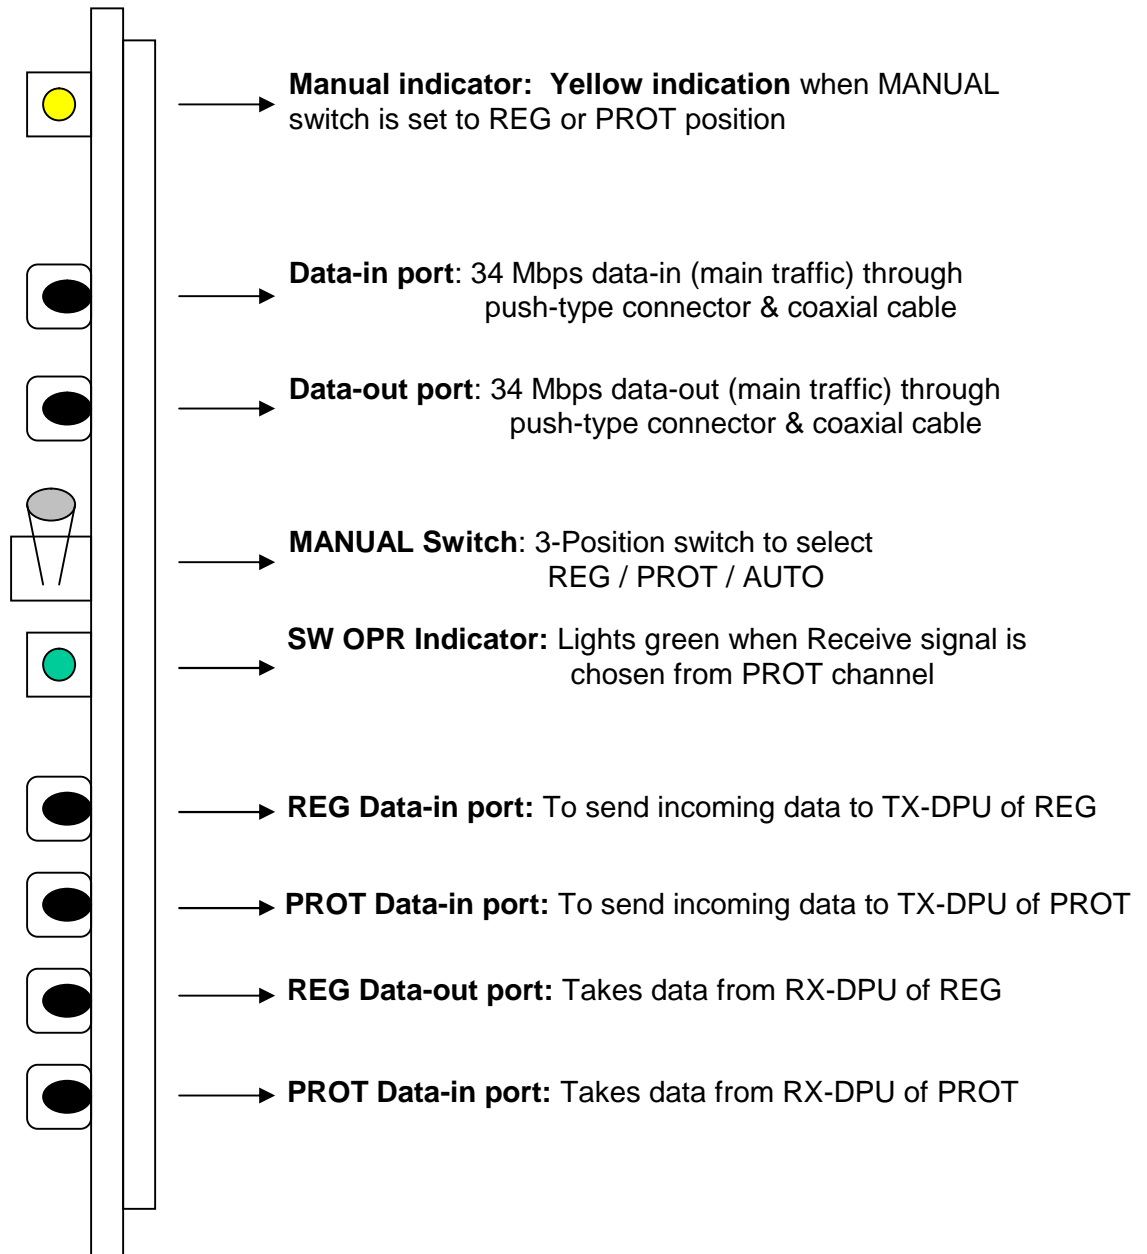 Manual indicator: Yellow indication when MANUAL
switch is set to REG or PROT position
Data-in port: 34 Mbps data-in (main traffic) through
push-type connector & coaxial cable
Data-out port: 34 Mbps data-out (main traffic) through
push-type connector & coaxial cable
MANUAL Switch: 3-Position switch to select
REG / PROT / AUTO
SW OPR Indicator: Lights green when Receive signal is
chosen from PROT channel
REG Data-in port: To send incoming data to TX-DPU of REG
PROT Data-in port: To send incoming data to TX-DPU of PROT
REG Data-out port: Takes data from RX-DPU of REG
PROT Data-in port: Takes data from RX-DPU of PROT